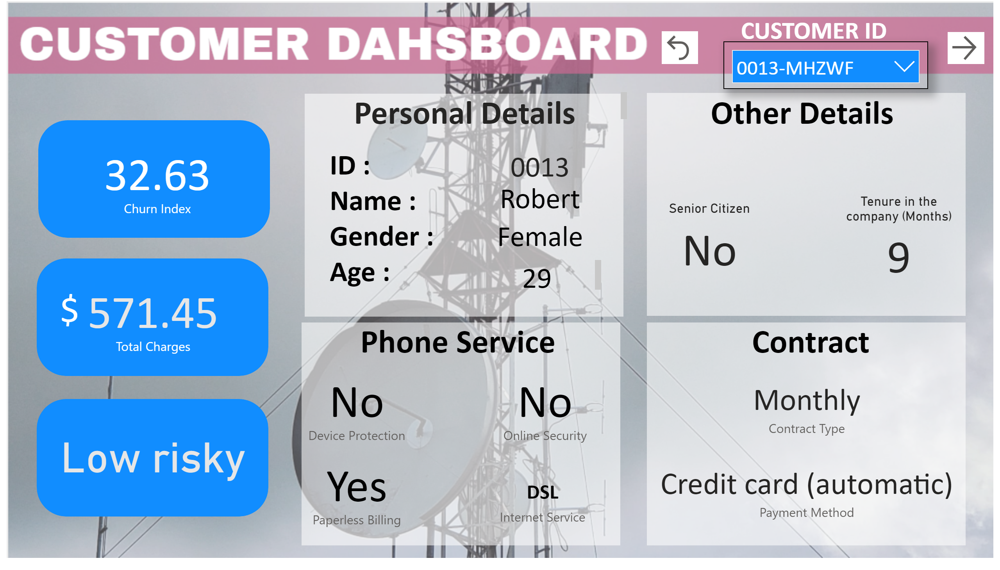 CUSTOMER DAHSBOARD
CUSTOMER ID
0013-MHZWF
32.63
Churn Index
$ 571.45
Total Charges
Low risky
Personal Details
ID : 0013
Name : Robert
Gender : Female
Age : 29
Other Details
Senior Citizen
No
Tenure in the
company (Months)
9
Phone Service
No
Device Protection
No
Online Security
Yes
Paperless Billing
DSL
Internet Service
Contract
Monthly
Contract Type
Credit card (automatic)
Payment Method